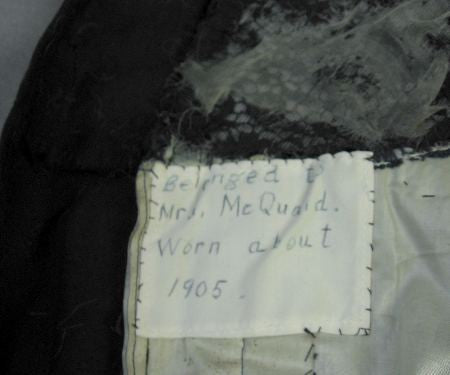 Belonged to
Mrs. McQuaid.
Worn about
1905.